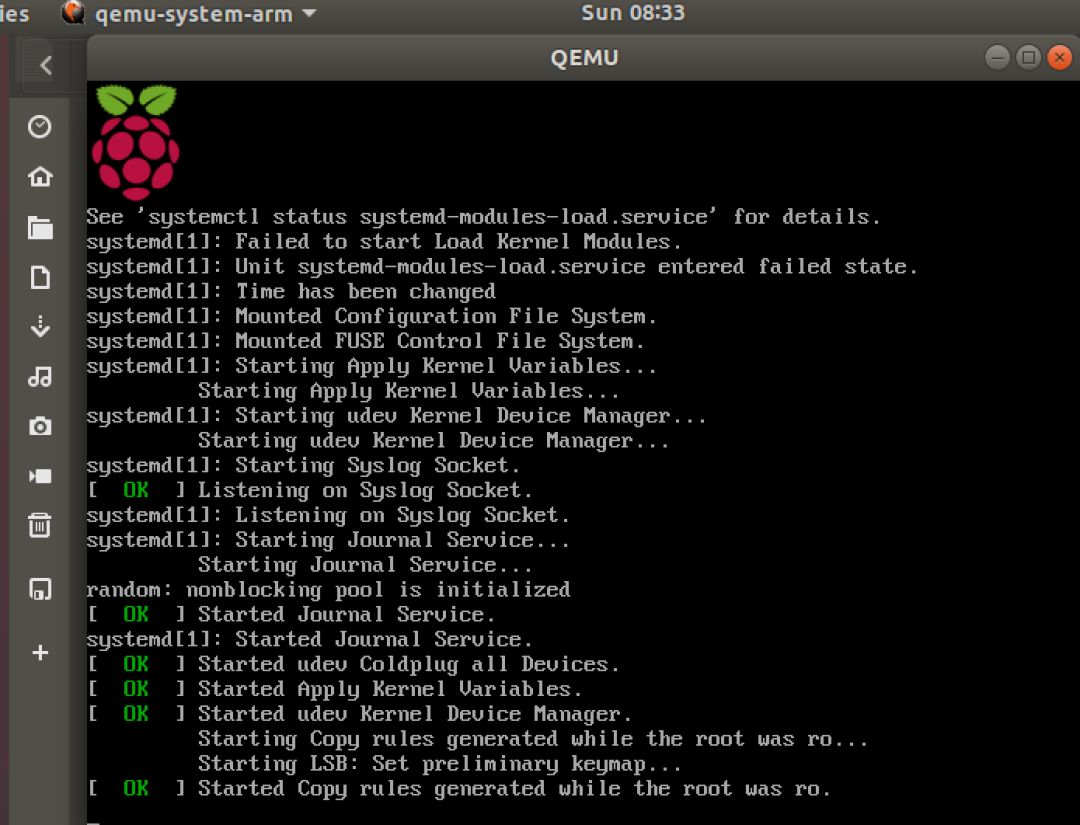 ies qemu-system-arm Sun 08:33
QEMU
See 'systemctl status systemd-modules-load.service' for details.
systemd[1]: Failed to start Load Kernel Modules.
systemd[1]: Unit systemd-modules-load.service entered failed state.
systemd[1]: Time has been changed
systemd[1]: Mounted Configuration File System.
systemd[1]: Mounted FUSE Control File System.
systemd[1]: Starting Apply Kernel Variables...
Starting Apply Kernel Variables...
systemd[1]: Starting udev Kernel Device Manager...
Starting udev Kernel Device Manager...
systemd[1]: Starting Syslog Socket.
[  OK  ] Listening on Syslog Socket.
systemd[1]: Listening on Syslog Socket.
systemd[1]: Starting Journal Service...
Starting Journal Service...
random: nonblocking pool is initialized
[  OK  ] Started Journal Service.
systemd[1]: Started Journal Service.
[  OK  ] Started udev Coldplug all Devices.
[  OK  ] Started Apply Kernel Variables.
[  OK  ] Started udev Kernel Device Manager.
Starting Copy rules generated while the root was ro...
Starting LSB: Set preliminary keymap...
[  OK  ] Started Copy rules generated while the root was ro.